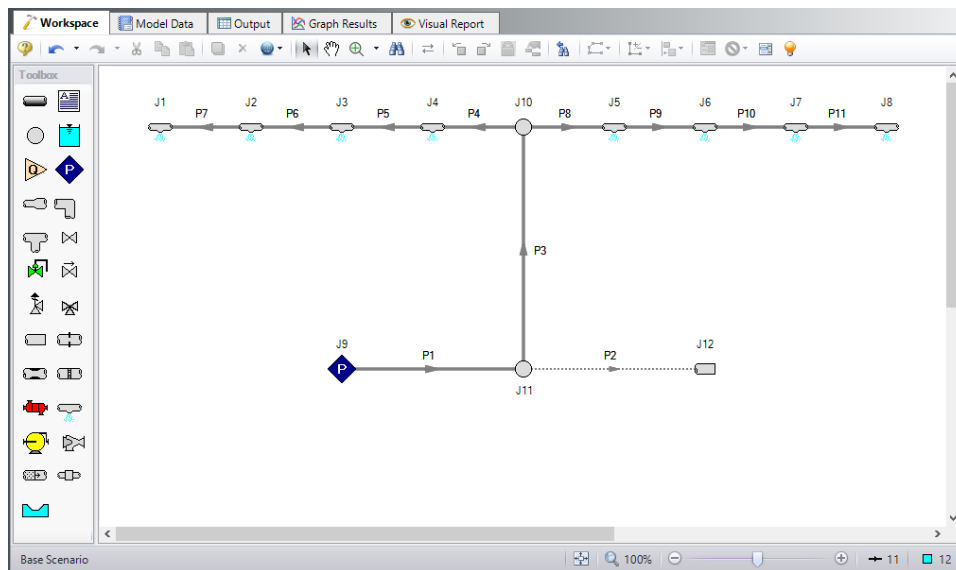 Workspace Model Data Output Graph Results Visual Report
Toolbox
A
Q P
J1 J2 J3 J4 J10 J5 J6 J7 J8
P7 P6 P5 P4 P8 P9 P10 P11
P3
J9 J12
P1 P2
P
J11
Base Scenario 100% 11 12